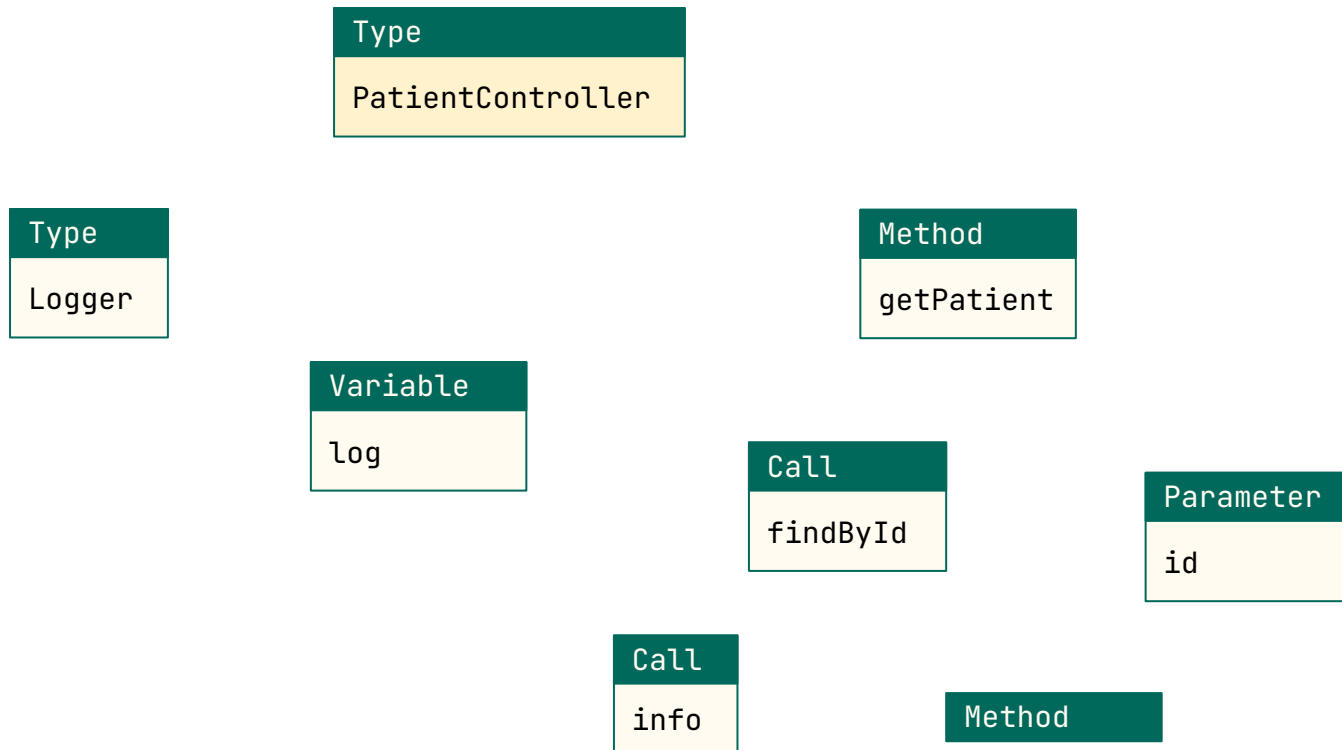 Type
PatientController
Type
Logger
Method
getPatient
Variable
log
Call
findById
Parameter
id
Call
info
Method